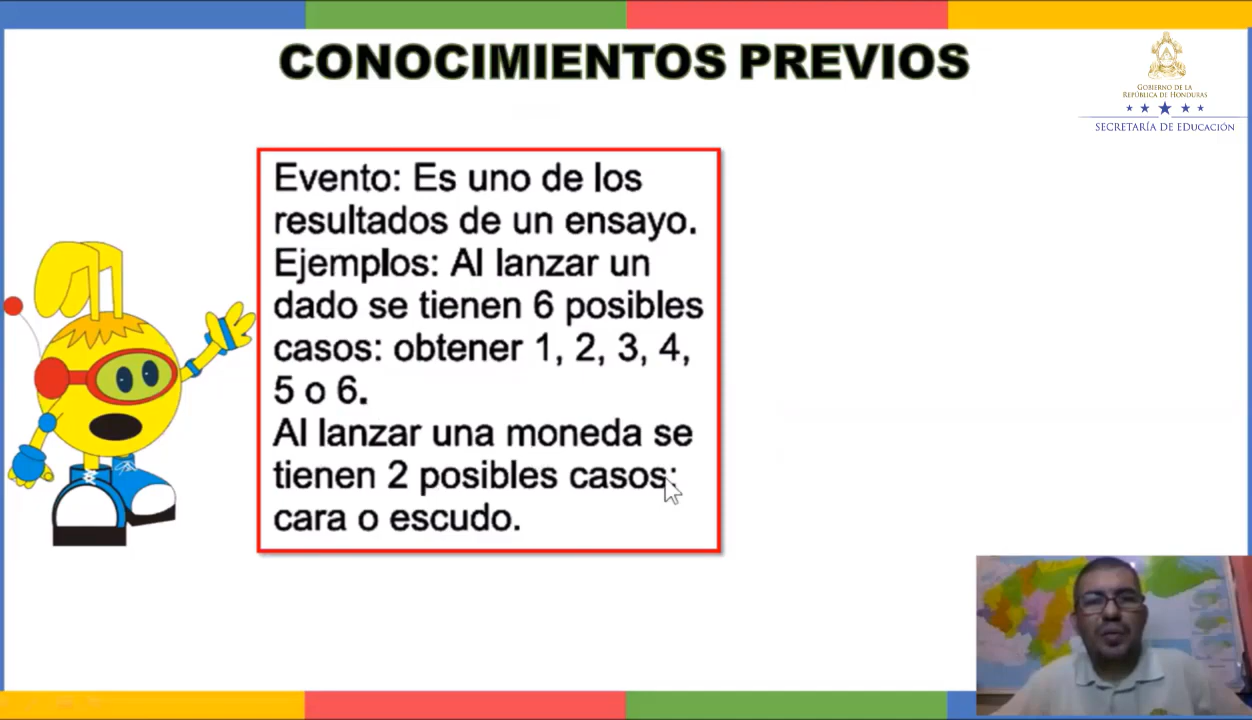 CONOCIMIENTOS PREVIOS
GOBIERNO DE LA
REPÚBLICA DE HONDURAS
SECRETARÍA DE EDUCACIÓN
Evento: Es uno de los
resultados de un ensayo.
Ejemplos: Al lanzar un
dado se tienen 6 posibles
casos: obtener 1, 2, 3, 4,
5 o 6.
Al lanzar una moneda se
tienen 2 posibles casos:
cara o escudo.